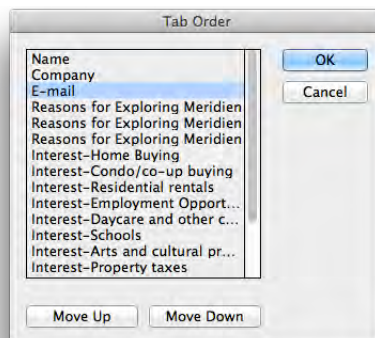 Tab Order
Name
Company
E-mail
Reasons for Exploring Meridien
Reasons for Exploring Meridien
Reasons for Exploring Meridien
Interest-Home Buying
Interest-Condo/co-up buying
Interest-Residential rentals
Interest-Employment Opport...
Interest-Daycare and other c...
Interest-Schools
Interest-Arts and cultural pr...
Interest-Property taxes
OK
Cancel
Move Up
Move Down